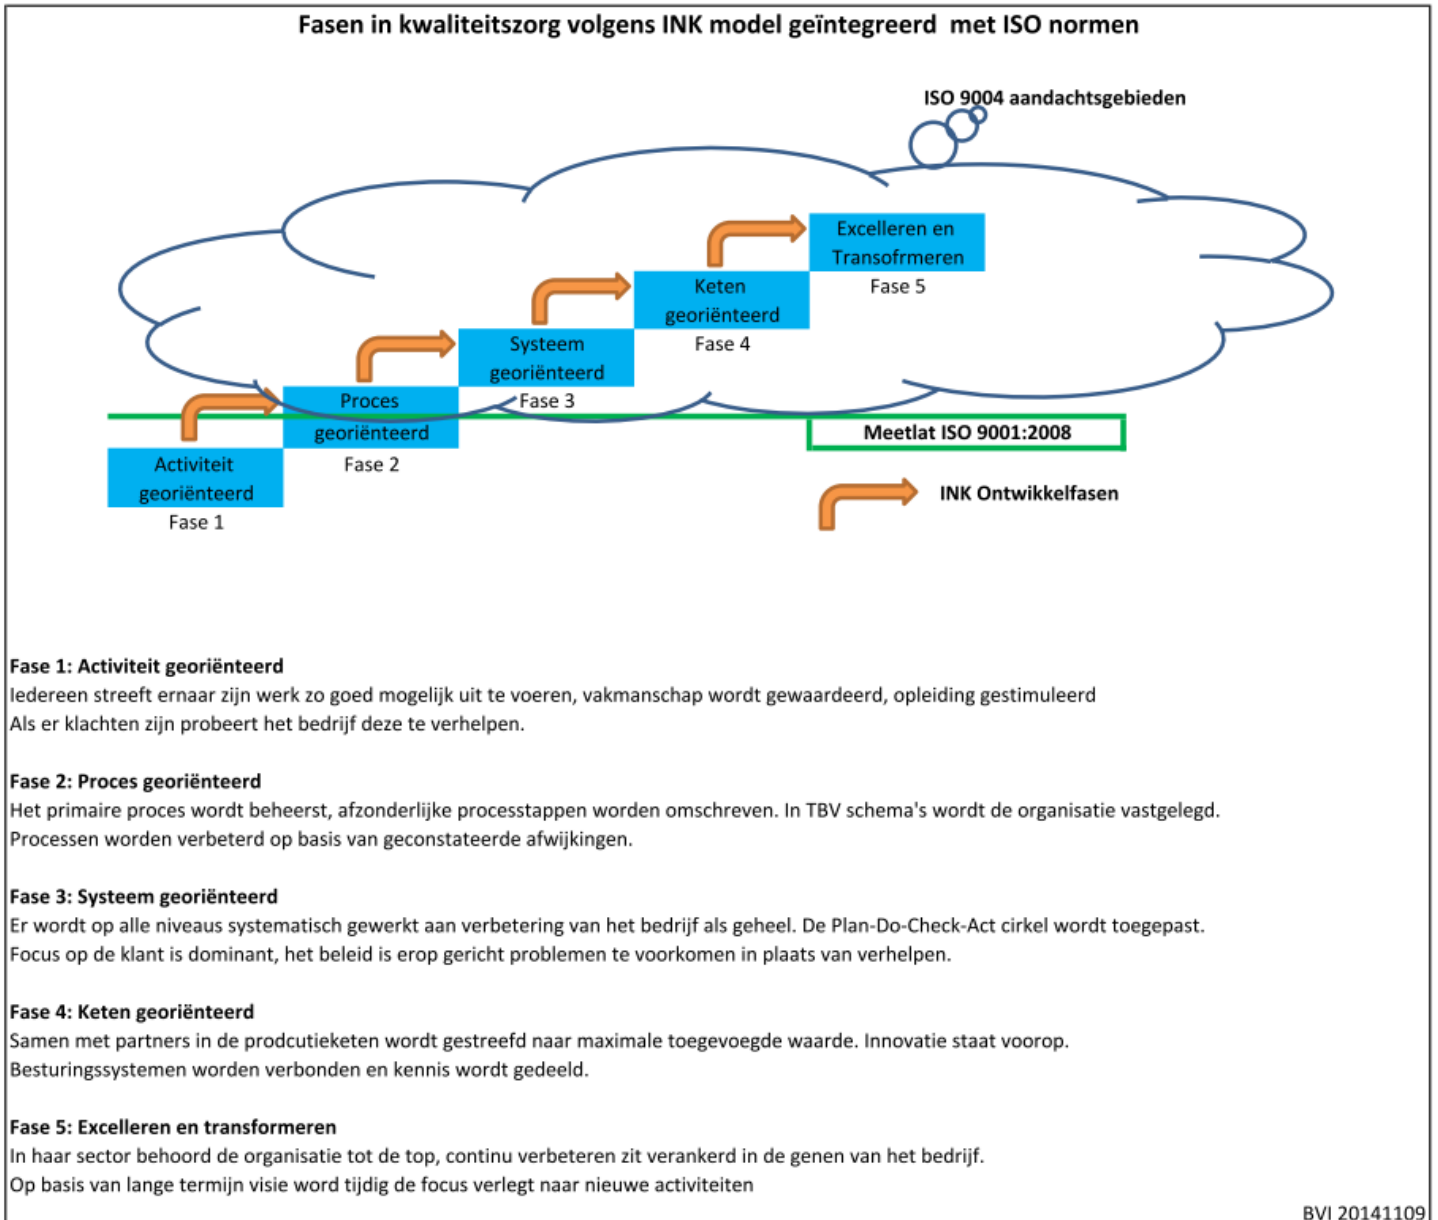 Fasen in kwaliteitszorg volgens INK model geïntegreerd met ISO normen
ISO 9004 aandachtsgebieden
Excelleren en
Transofrmeren
Fase 5
Keten
georiënteerd
Fase 4
Systeem
georiënteerd
Fase 3
Proces
georiënteerd
Fase 2
Meetlat ISO 9001:2008
Activiteit
georiënteerd
Fase 1
INK Ontwikkelfasen
Fase 1: Activiteit georiënteerd
Iedereen streeft ernaar zijn werk zo goed mogelijk uit te voeren, vakmanschap wordt gewaardeerd, opleiding gestimuleerd
Als er klachten zijn probeert het bedrijf deze te verhelpen.
Fase 2: Proces georiënteerd
Het primaire proces wordt beheerst, afzonderlijke processtappen worden omschreven. In TBV schema's wordt de organisatie vastgelegd.
Processen worden verbeterd op basis van geconstateerde afwijkingen.
Fase 3: Systeem georiënteerd
Er wordt op alle niveaus systematisch gewerkt aan verbetering van het bedrijf als geheel. De Plan-Do-Check-Act cirkel wordt toegepast.
Focus op de klant is dominant, het beleid is erop gericht problemen te voorkomen in plaats van verhelpen.
Fase 4: Keten georiënteerd
Samen met partners in de prodcutieketen wordt gestreefd naar maximale toegevoegde waarde. Innovatie staat voorop.
Besturingssystemen worden verbonden en kennis wordt gedeeld.
Fase 5: Excelleren en transformeren
In haar sector behoord de organisatie tot de top, continu verbeteren zit verankerd in de genen van het bedrijf.
Op basis van lange termijn visie word tijdig de focus verlegt naar nieuwe activiteiten
BVI 20141109